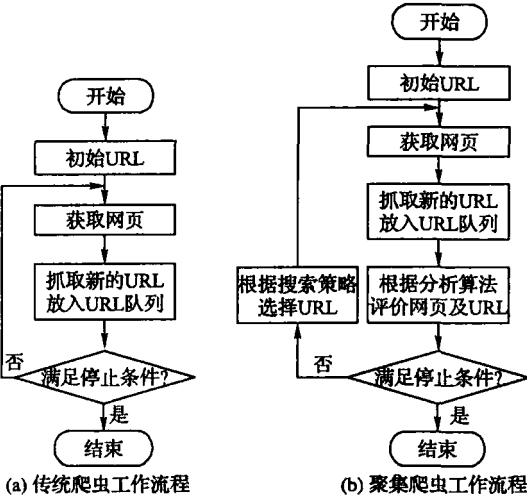 开始
初始URL
获取网页
抓取新的URL
放入URL队列
否
满足停止条件?
是
结束
(a) 传统爬虫工作流程
开始
初始URL
获取网页
抓取新的URL
放入URL队列
根据搜索策略
选择URL
根据分析算法
评价网页及URL
否
满足停止条件?
是
结束
(b) 聚集爬虫工作流程